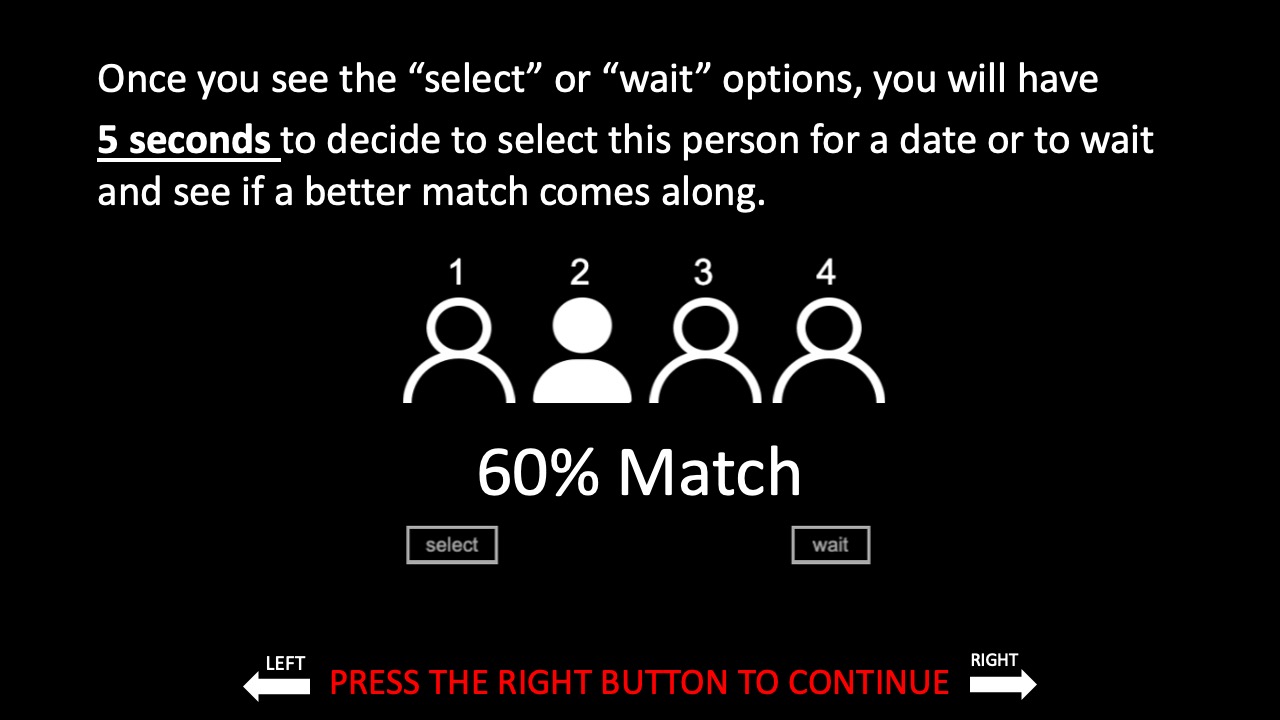 Once you see the “select” or “wait” options, you will have
5 seconds to decide to select this person for a date or to wait
and see if a better match comes along.
1 2 3 4
60% Match
select wait
LEFT PRESS THE RIGHT BUTTON TO CONTINUE RIGHT